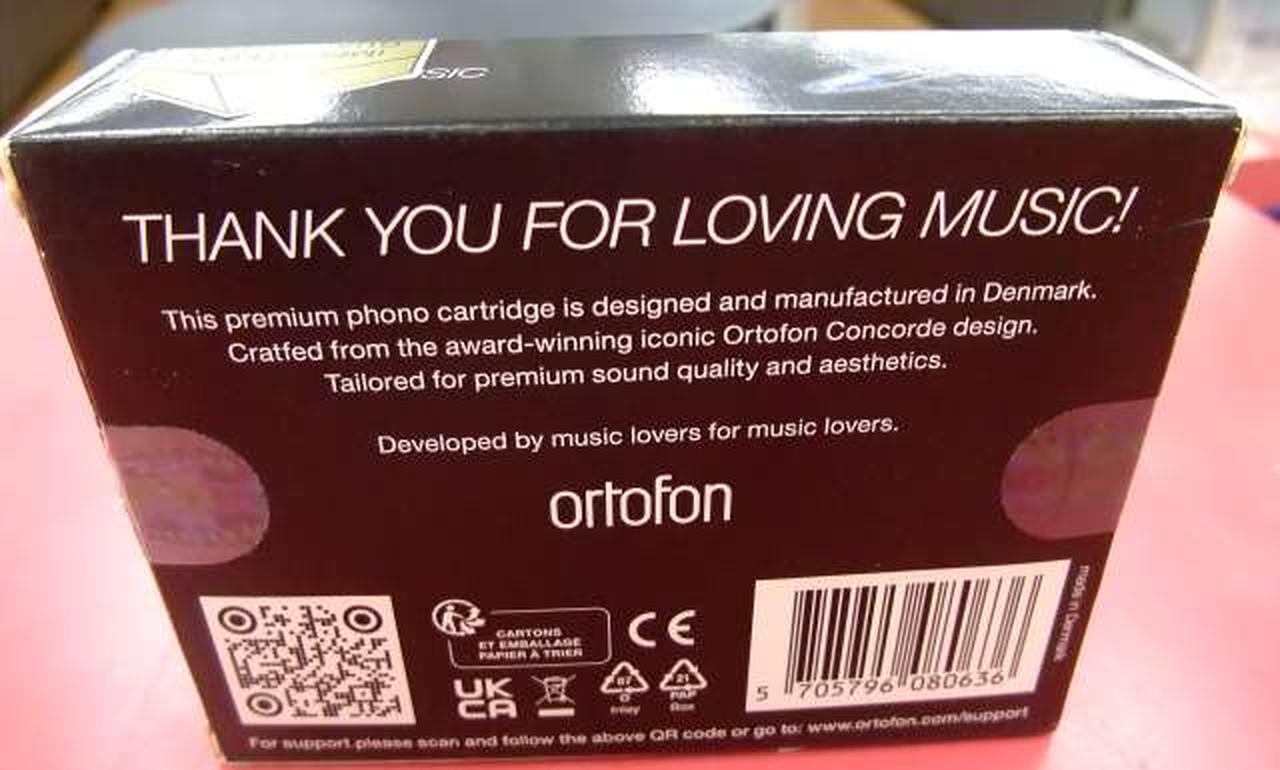 SIC
THANK YOU FOR LOVING MUSIC!
This premium phono cartridge is designed and manufactured in Denmark.
Cratfed from the award-winning iconic Ortofon Concorde design.
Tailored for premium sound quality and aesthetics.
Developed by music lovers for music lovers.
ortofon
CARTONS
ET EMBALLAGE
PAPIER À TRIER
CE
UK
CA
21
PAP
Box
5 705796 080636
made in Denmark
For support please scan and follow the above QR code or go to: www.ortofon.com/support